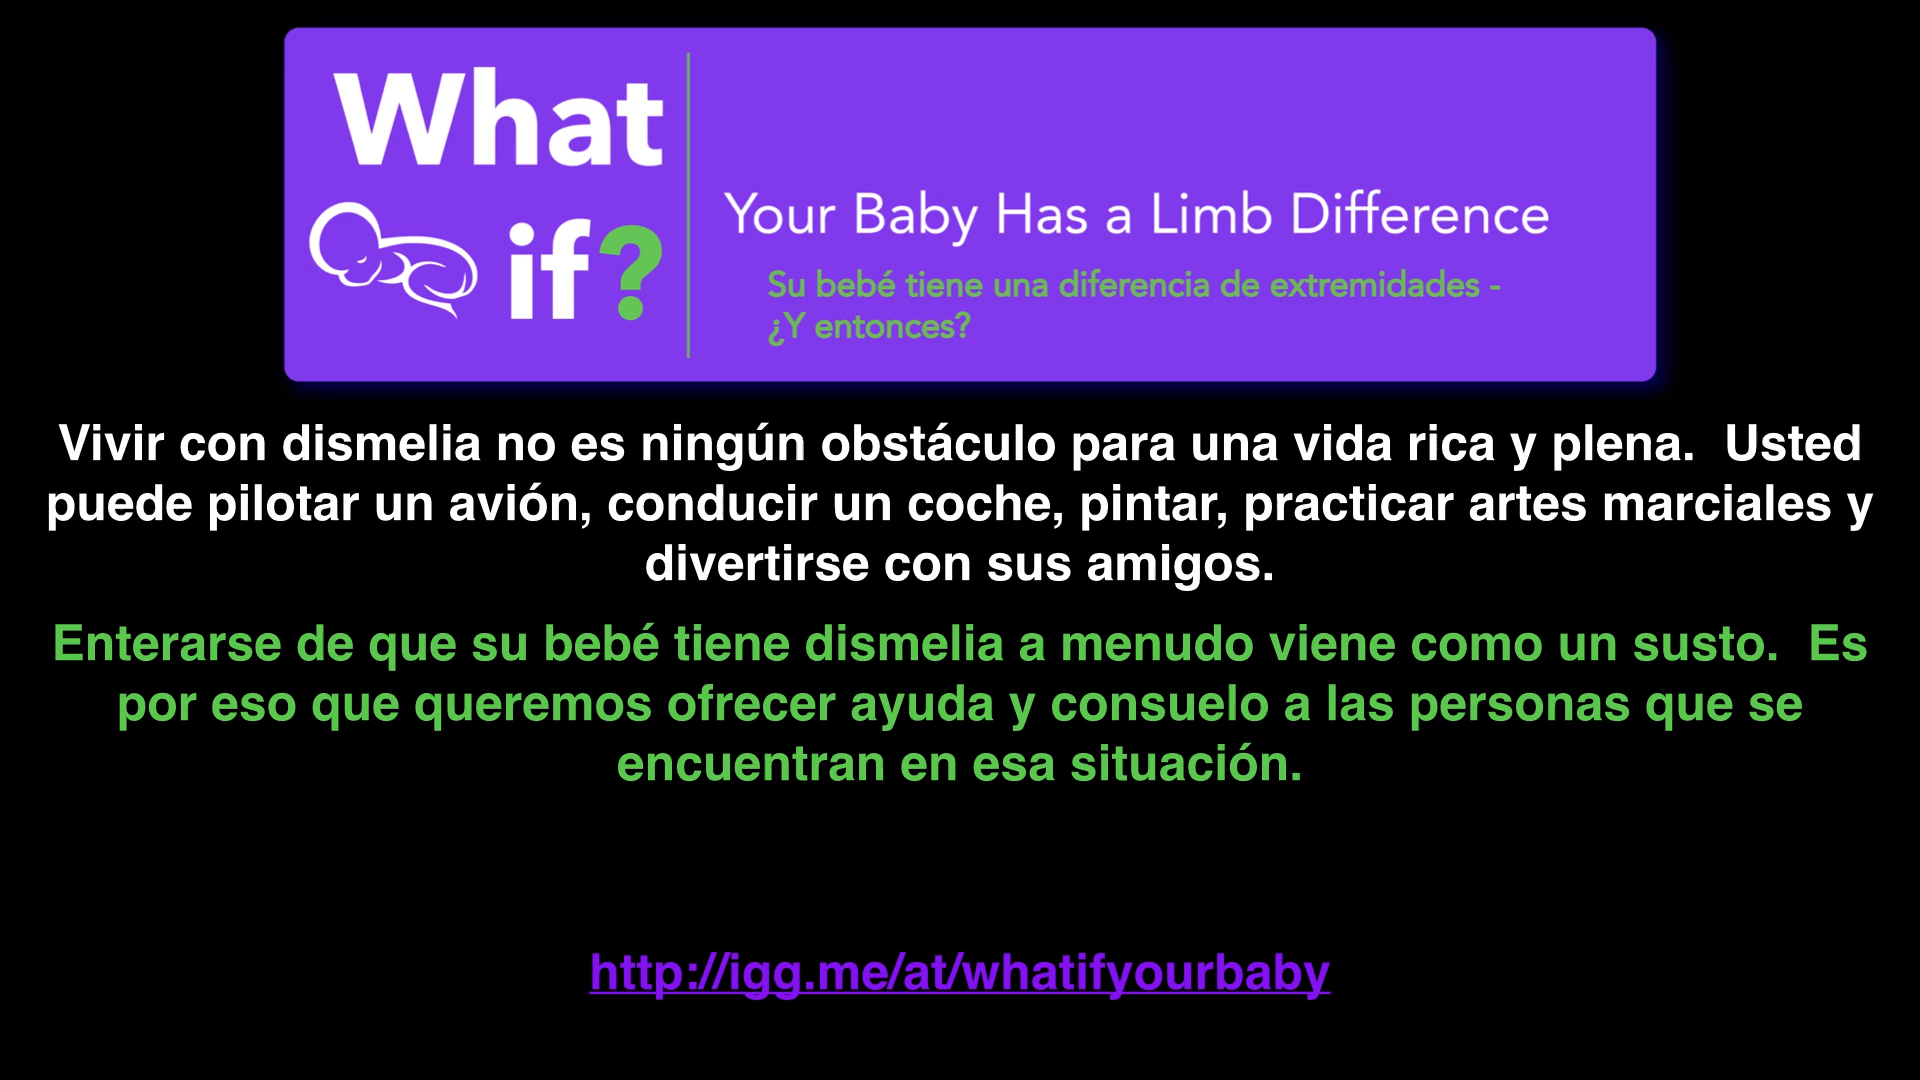 What
if?
Your Baby Has a Limb Difference
Su bebé tiene una diferencia de extremidades -
¿Y entonces?
Vivir con dismelia no es ningún obstáculo para una vida rica y plena.  Usted
puede pilotar un avión, conducir un coche, pintar, practicar artes marciales y
divertirse con sus amigos.
Enterarse de que su bebé tiene dismelia a menudo viene como un susto.  Es
por eso que queremos ofrecer ayuda y consuelo a las personas que se
encuentran en esa situación.
http://igg.me/at/whatifyourbaby